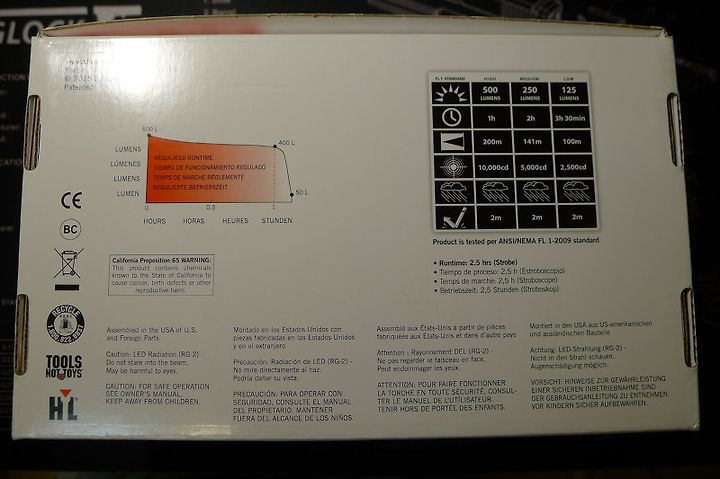 GLOCK
© 2015
Patented
500 L
400 L
50 L
LUMENS
LÚMENES
LUMENS
LUMEN
REGULATED RUNTIME
TIEMPO DE FUNCIONAMIENTO REGULADO
TEMPS DE MARCHE RÉGLEMENTÉ
REGULIERTE BETRIEBSZEIT
0 0.5 1
HOURS HORAS HEURES STUNDEN
FL1 STANDARD HIGH MEDIUM LOW
500 LUMENS 250 LUMENS 125 LUMENS
1h 2h 3h 30min
200m 141m 100m
10,000cd 5,000cd 2,500cd
2m 2m 2m
Product is tested per ANSI/NEMA FL 1-2009 standard
• Runtime: 2,5 hrs (Strobe)
• Tiempo de proceso: 2,5 h (Estroboscopio)
• Temps de marche: 2,5 h (Stroboscope)
• Betriebszeit: 2,5 Stunden (Stroboskop)
CE
BC
California Proposition 65 WARNING:
This product contains chemicals
known to the State of California to
cause cancer, birth defects or other
reproductive harm.
RECYCLE
1.800.822.8837
TOOLS
NOT TOYS
HYL
Assembled in the USA of U.S.
and Foreign Parts
Caution: LED Radiation (RG-2) -
Do not stare into the beam.
May be harmful to eyes.
CAUTION: FOR SAFE OPERATION
SEE OWNER'S MANUAL.
KEEP AWAY FROM CHILDREN.
Montado en los Estados Unidos con
piezas fabricadas en los Estados Unidos
y en el extranjero
Precaución: Radiación de LED (RG-2) -
No mire directamente al haz.
Podría dañar su vista.
PRECAUCIÓN: PARA OPERAR CON
SEGURIDAD, CONSULTE EL MANUAL
DEL PROPIETARIO. MANTENER
FUERA DEL ALCANCE DE LOS NIÑOS.
Assemblé aux États-Unis à partir de pièces
fabriquées aux États-Unis et dans d'autre pays
Attention : Rayonnement DEL (RG-2)
Ne pas regarder le faisceau en face.
Peut endommager les yeux.
ATTENTION: POUR FAIRE FONCTIONNER
LA TORCHE EN TOUTE SÉCURITÉ, CONSUL-
TER LE MANUEL DE L'UTILISATEUR.
TENIR HORS DE PORTÉE DES ENFANTS.
Montiert in den USA aus US-amerikanischen
und ausländischen Bauteile
Achtung: LED-Strahlung (RG-2) -
Nicht in den Strahl schauen.
Augenschädigung möglich.
VORSICHT: HINWEISE ZUR GEWÄHRLEISTUNG
EINER SICHEREN INBETRIEBNAHME SIND
DER GEBRAUCHSANLEITUNG ZU ENTNEHMEN.
VOR KINDERN SICHER AUFBEWAHREN.